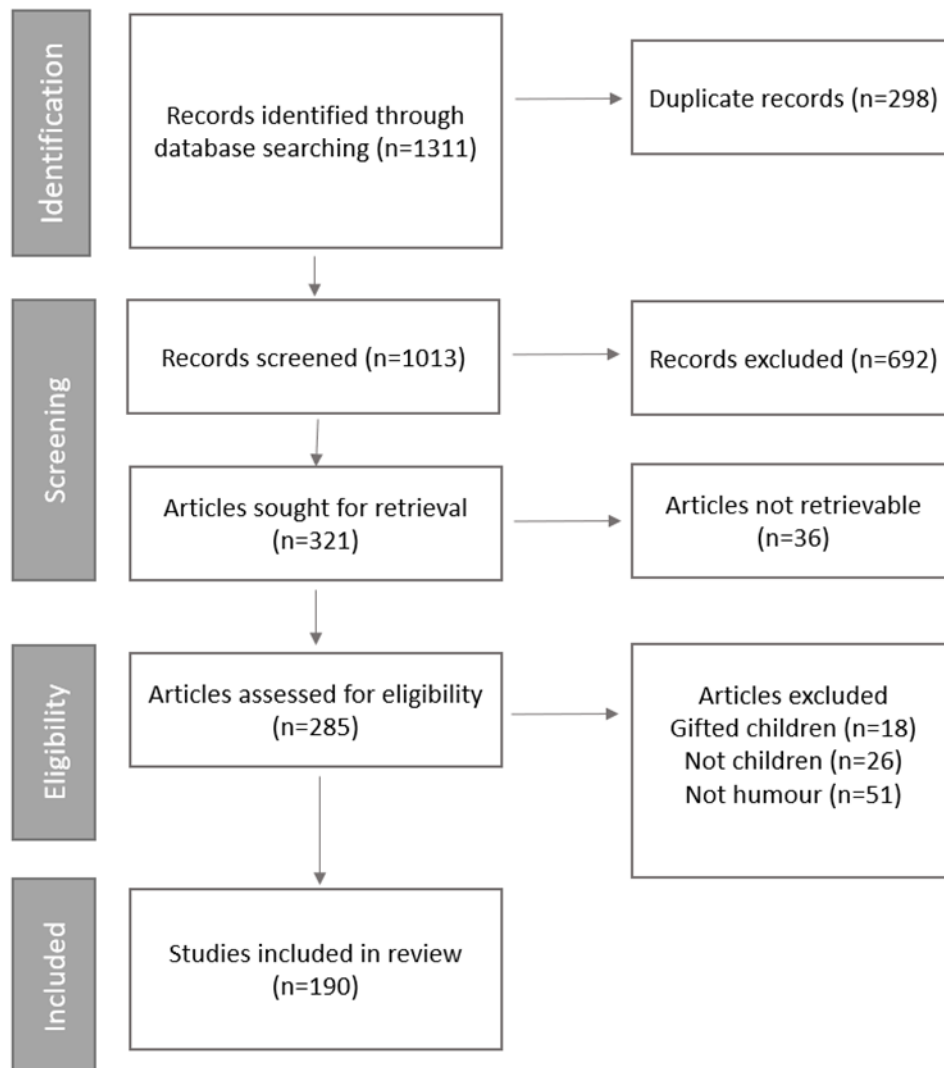 Identification
Records identified through
database searching (n=1311)
Duplicate records (n=298)
Screening
Records screened (n=1013)
Records excluded (n=692)
Articles sought for retrieval
(n=321)
Articles not retrievable
(n=36)
Eligibility
Articles assessed for eligibility
(n=285)
Articles excluded
Gifted children (n=18)
Not children (n=26)
Not humour (n=51)
Included
Studies included in review
(n=190)